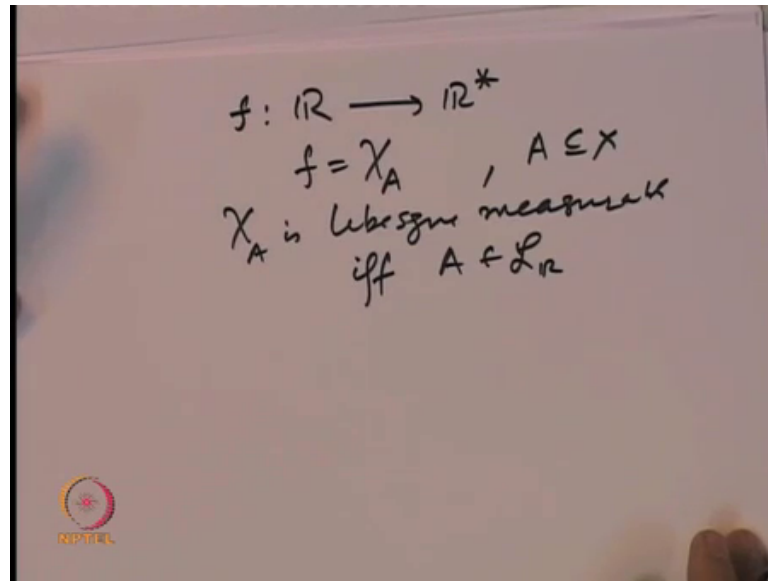 f : ℝ ⟶ ℝ*
f = χ_A , A ⊆ X
χ_A is Lebesgue measurable
iff A ∈ ℒ_ℝ
NPTEL